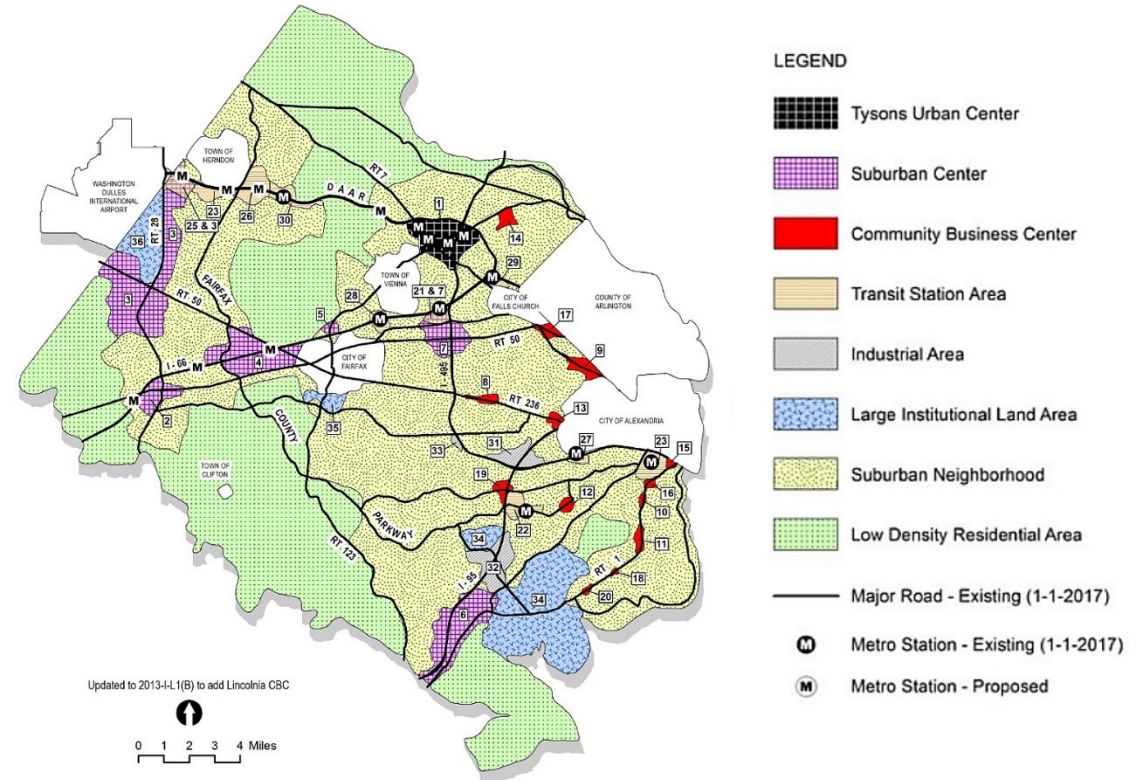 LEGEND
Tysons Urban Center
Suburban Center
Community Business Center
Transit Station Area
Industrial Area
Large Institutional Land Area
Suburban Neighborhood
Low Density Residential Area
Major Road - Existing (1-1-2017)
M Metro Station - Existing (1-1-2017)
M Metro Station - Proposed
TOWN OF
HERNDON
WASHINGTON
DULLES
INTERNATIONAL
AIRPORT
RT 7
DAAR
1
M
M
M
M
M
M
M
M
M
23
26
30
25 & 3
3
RT 28
36
14
29
M
TOWN OF
VIENNA
21 & 7
M
28
M
CITY OF
FALLS CHURCH
COUNTY OF
ARLINGTON
3
RT 50
FAIRFAX
5
17
7
RT 50
9
M
4
CITY OF
FAIRFAX
I - 66
M
M
I-495
8
RT 236
13
2
35
CITY OF ALEXANDRIA
COUNTY
33
31
27
M
23
M
15
TOWN OF
CLIFTON
19
12
16
10
M
22
PARKWAY
11
RT. 123
34
32
RT. 1
18
I - 95
34
20
6
Updated to 2013-I-L1(B) to add Lincolnia CBC
0 1 2 3 4 Miles